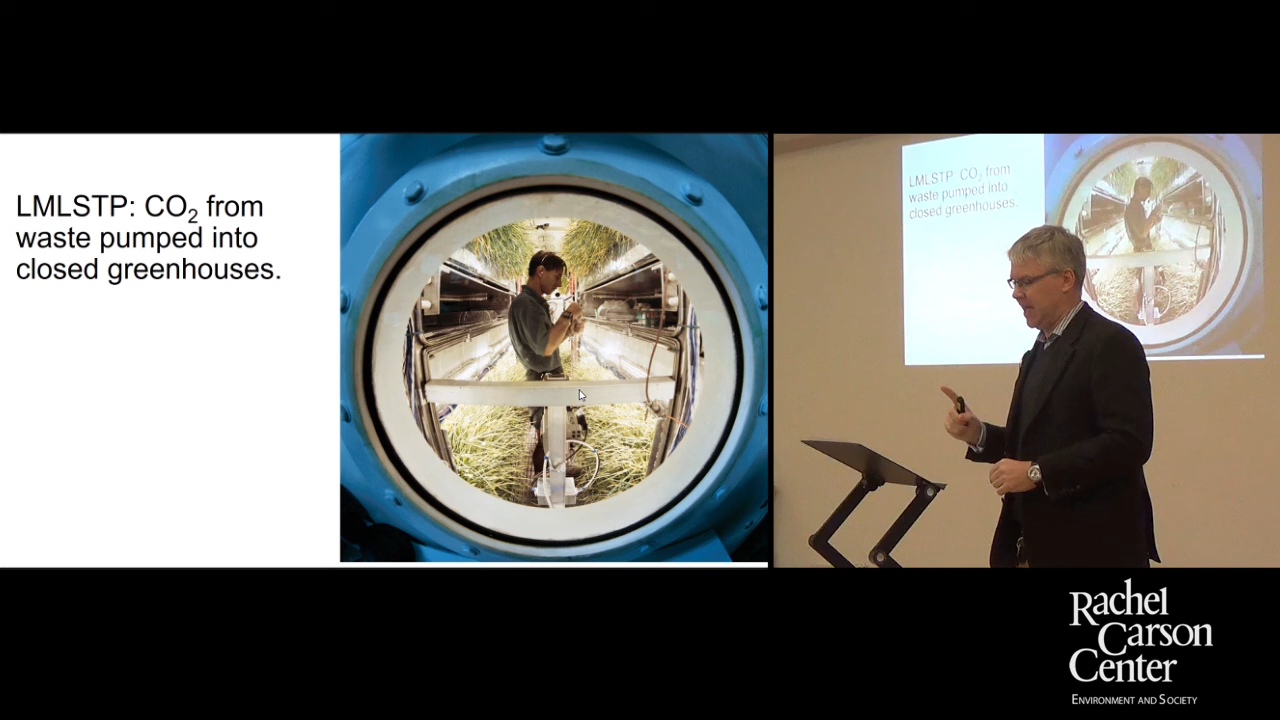 LMLSTP: CO₂ from
waste pumped into
closed greenhouses.
LMLSTP: CO₂ from
waste pumped into
closed greenhouses.
Rachel
Carson
Center
ENVIRONMENT AND SOCIETY